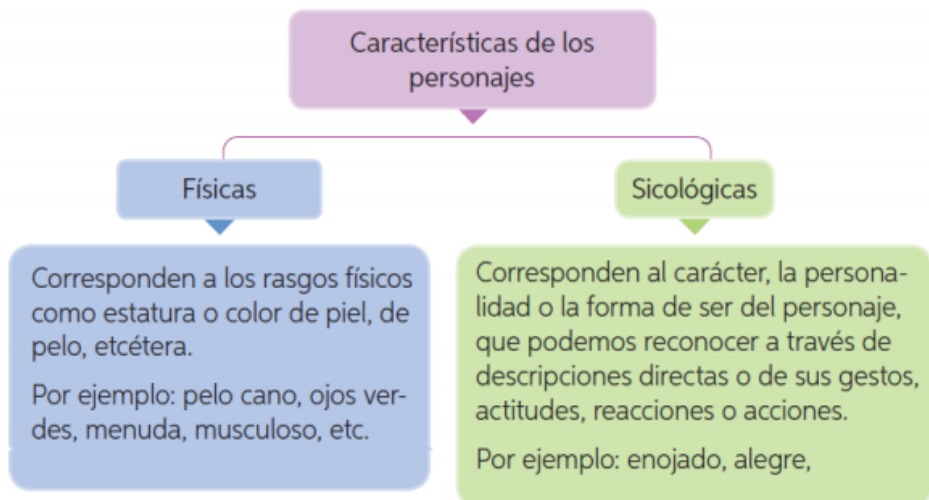 Características de los
personajes
Físicas
Corresponden a los rasgos físicos
como estatura o color de piel, de
pelo, etcétera.
Por ejemplo: pelo cano, ojos ver-
des, menuda, musculoso, etc.
Sicológicas
Corresponden al carácter, la persona-
lidad o la forma de ser del personaje,
que podemos reconocer a través de
descripciones directas o de sus gestos,
actitudes, reacciones o acciones.
Por ejemplo: enojado, alegre,